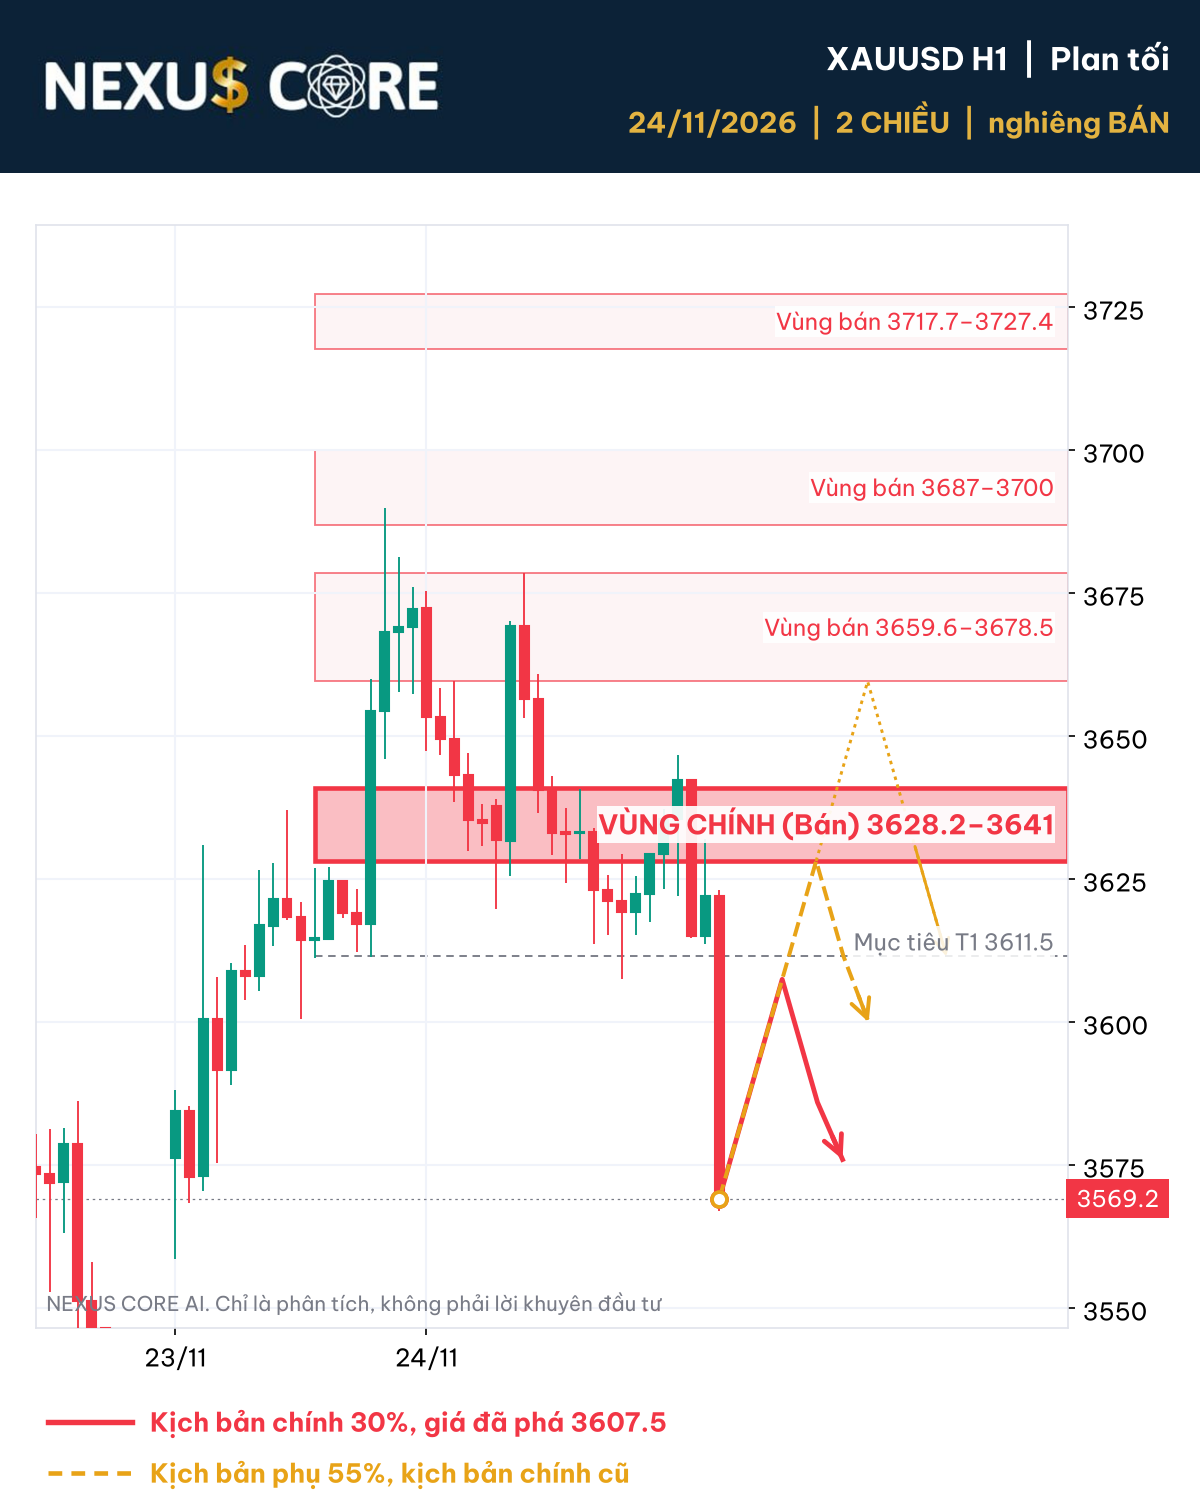 NEXU$ CORE
XAUUSD H1 | Plan tối
24/11/2026 | 2 CHIỀU | nghiêng BÁN
Vùng bán 3717.7–3727.4
Vùng bán 3687–3700
Vùng bán 3659.6–3678.5
VÙNG CHÍNH (Bán) 3628.2–3641
Mục tiêu T1 3611.5
3725
3700
3675
3650
3625
3600
3575
3569.2
3550
NEXUS CORE AI. Chỉ là phân tích, không phải lời khuyên đầu tư
23/11
24/11
Kịch bản chính 30%, giá đã phá 3607.5
Kịch bản phụ 55%, kịch bản chính cũ